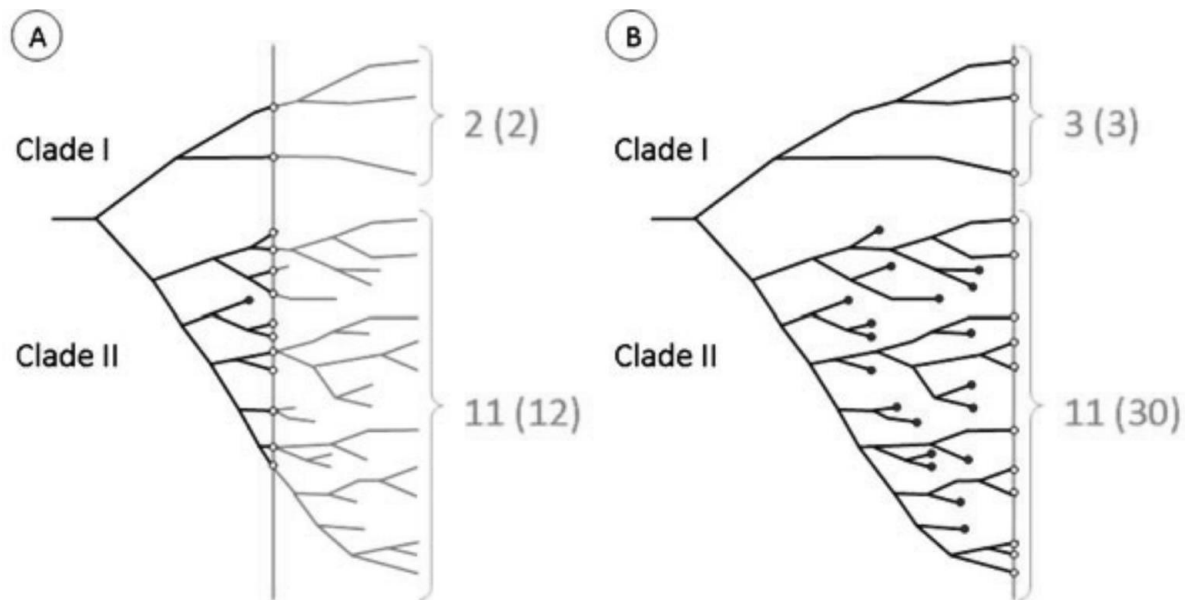 A
Clade I
2 (2)
Clade II
11 (12)
B
Clade I
3 (3)
Clade II
11 (30)